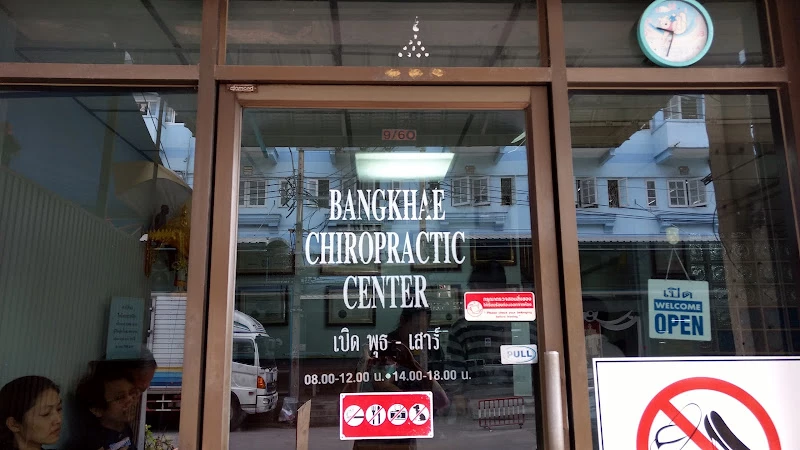 9/60
BANGKHAE
CHIROPRACTIC
CENTER
เปิด พุธ - เสาร์
08.00-12.00 น.•14.00-18.00 น.
PULL
เปิด
WELCOME
OPEN